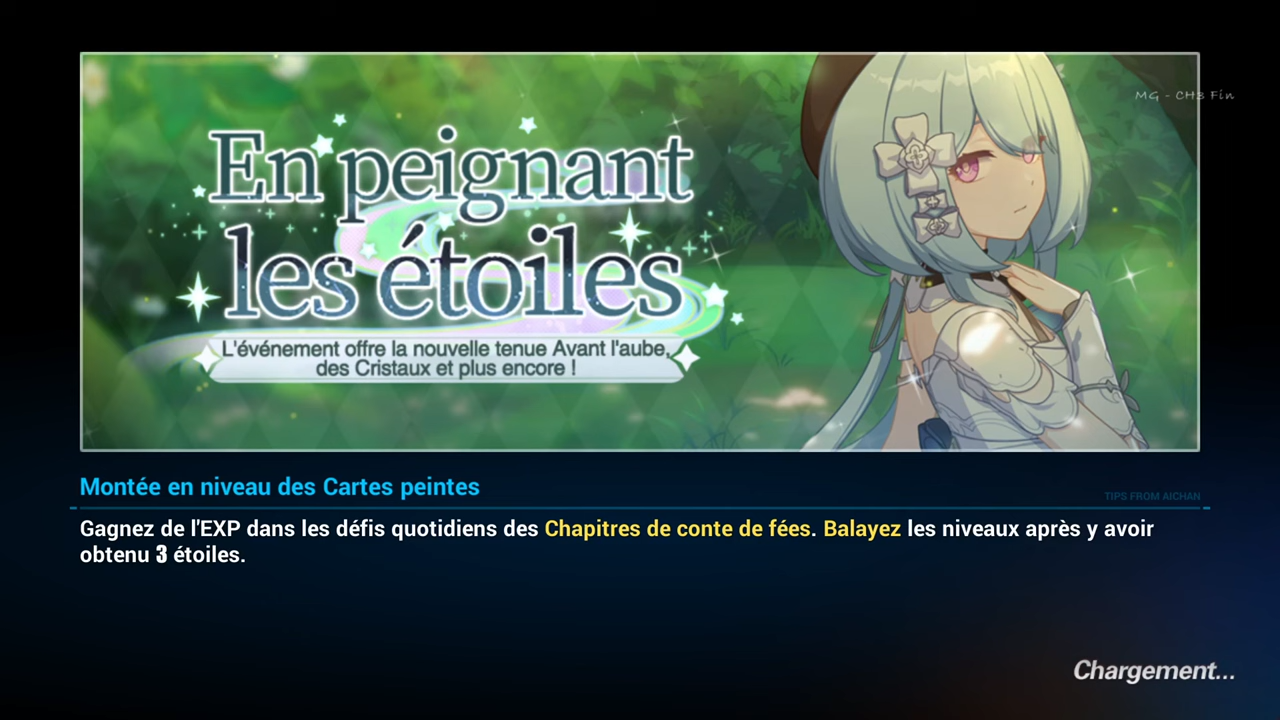 MG - CH3 Fin
En peignant
les étoiles
L'événement offre la nouvelle tenue Avant l'aube,
des Cristaux et plus encore !
Montée en niveau des Cartes peintes
TIPS FROM AICHAN
Gagnez de l'EXP dans les défis quotidiens des Chapitres de conte de fées. Balayez les niveaux après y avoir
obtenu 3 étoiles.
Chargement...